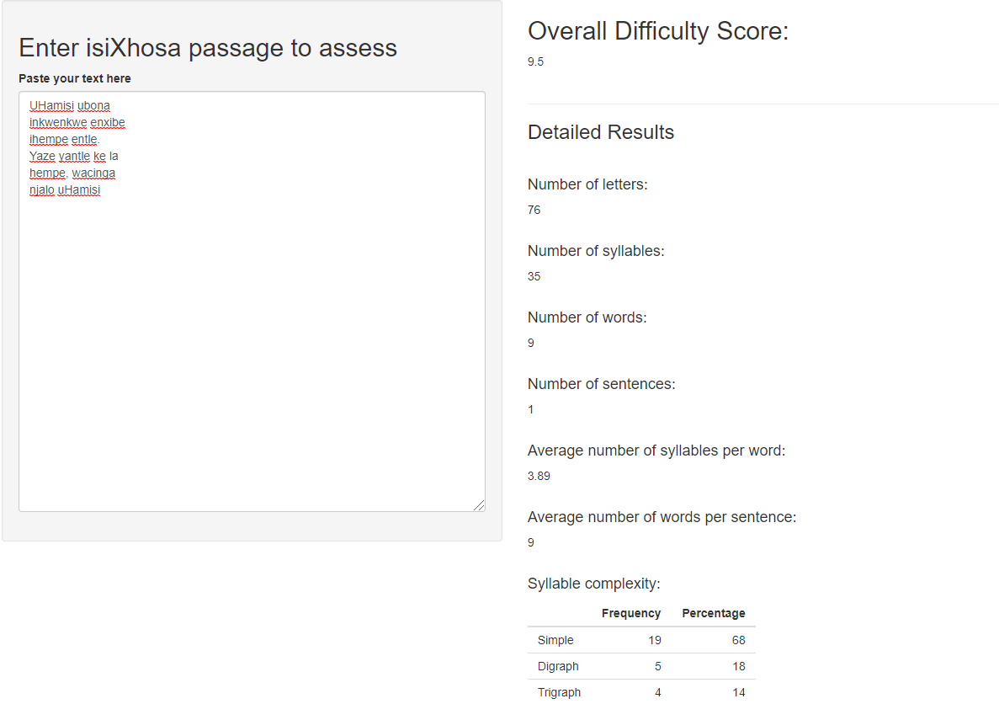 Enter isiXhosa passage to assess
Paste your text here
UHamisi ubona
inkwenkwe enxibe
ihempe entle.
Yaze yantle ke la
hempe, wacinga
njalo uHamisi
Overall Difficulty Score:
9.5
Detailed Results
Number of letters:
76
Number of syllables:
35
Number of words:
9
Number of sentences:
1
Average number of syllables per word:
3.89
Average number of words per sentence:
9
Syllable complexity:
Frequency Percentage
Simple 19 68
Digraph 5 18
Trigraph 4 14